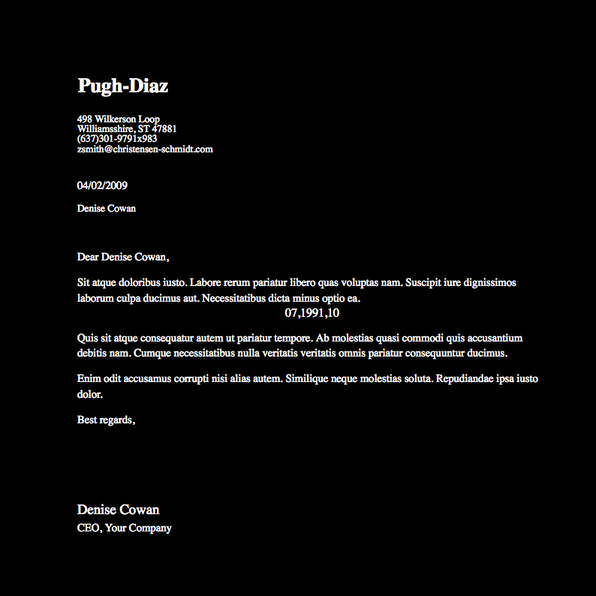 Pugh-Diaz
498 Wilkerson Loop
Williamsshire, ST 47881
(637)301-9791x983
zsmith@christensen-schmidt.com
04/02/2009
Denise Cowan
Dear Denise Cowan,
Sit atque doloribus iusto. Labore rerum pariatur libero quas voluptas nam. Suscipit iure dignissimos
laborum culpa ducimus aut. Necessitatibus dicta minus optio ea.
07,1991,10
Quis sit atque consequatur autem ut pariatur tempore. Ab molestias quasi commodi quis accusantium
debitis nam. Cumque necessitatibus nulla veritatis veritatis omnis pariatur consequuntur ducimus.
Enim odit accusamus corrupti nisi alias autem. Similique neque molestias soluta. Repudiandae ipsa iusto
dolor.
Best regards,
Denise Cowan
CEO, Your Company